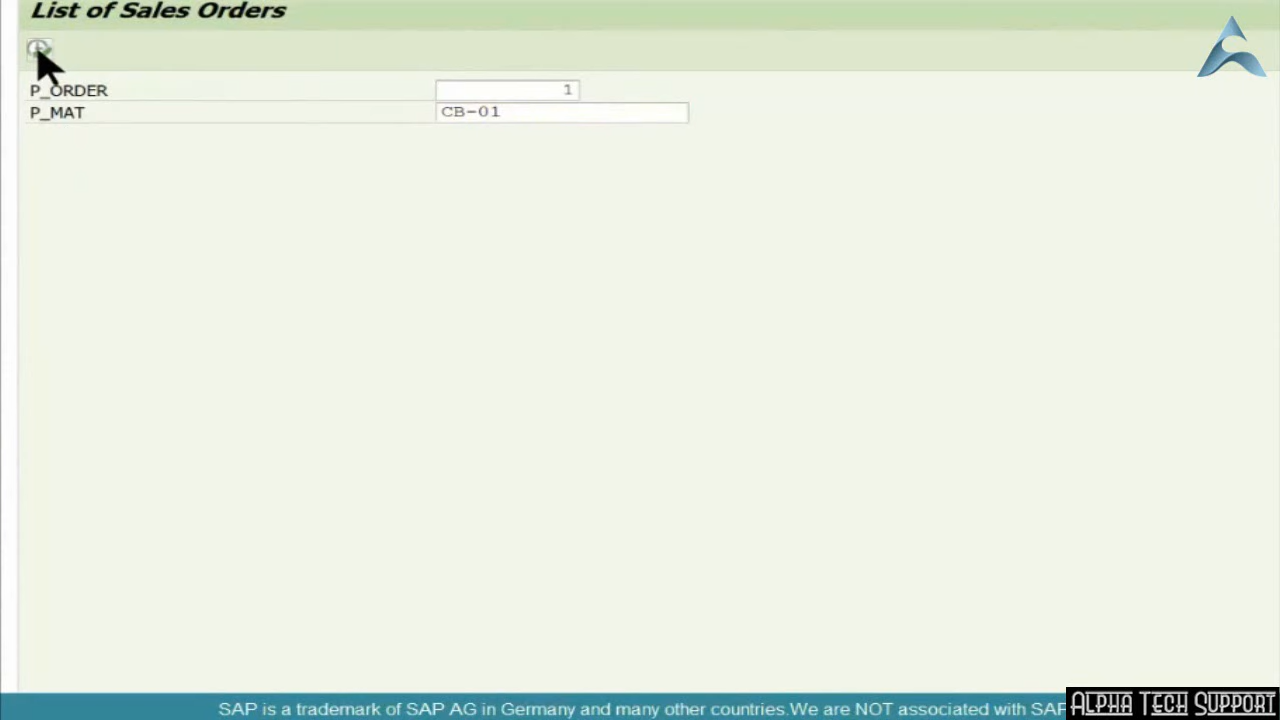 List of Sales Orders
P_ORDER 1
P_MAT CB-01
SAP is a trademark of SAP AG in Germany and many other countries.We are NOT associated with SAP
ALPHA TECH SUPPORT